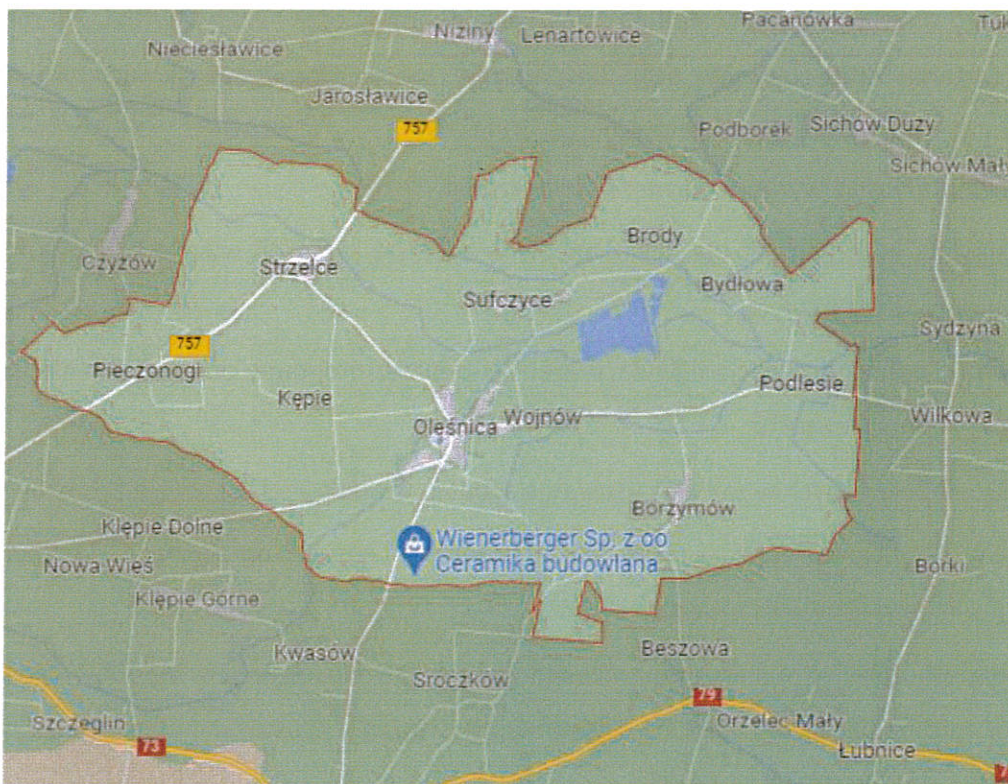 Pacanówka
Niziny
Lenartowice
Nieciesławice
Jarosławice
757
Podborek
Sichów Duży
Sichów Mały
Brody
Czyżów
Strzelce
Bydłowa
Sufczyce
Sydzyna
757
Pieczonogi
Podlesie
Kępie
Wojnów
Wilkowa
Oleśnica
Borzymów
Klępie Dolne
Wienerberger Sp. z oo
Ceramika budowlana
Nowa Wieś
Borki
Klępie Górne
Kwasów
Beszowa
Sroczków
79
Szczeglin
Orzelec Mały
73
Łubnice